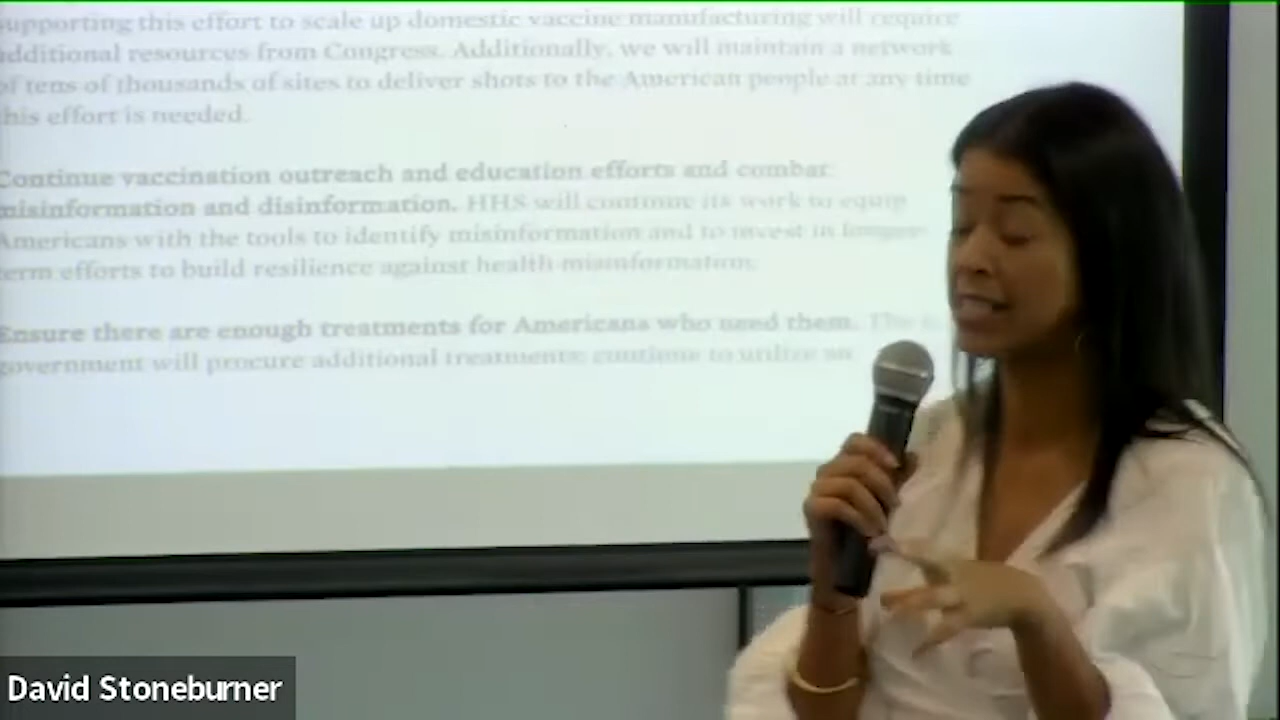 supporting this effort to scale up domestic vaccine manufacturing will require
additional resources from Congress. Additionally, we will maintain a network
of tens of thousands of sites to deliver shots to the American people at any time
this effort is needed.
Continue vaccination outreach and education efforts and combat
misinformation and disinformation. HHS will continue its work to equip
Americans with the tools to identify misinformation and to invest in longer-
term efforts to build resilience against health misinformation.
Ensure there are enough treatments for Americans who need them. The
government will procure additional treatments; continue to utilize an
David Stoneburner